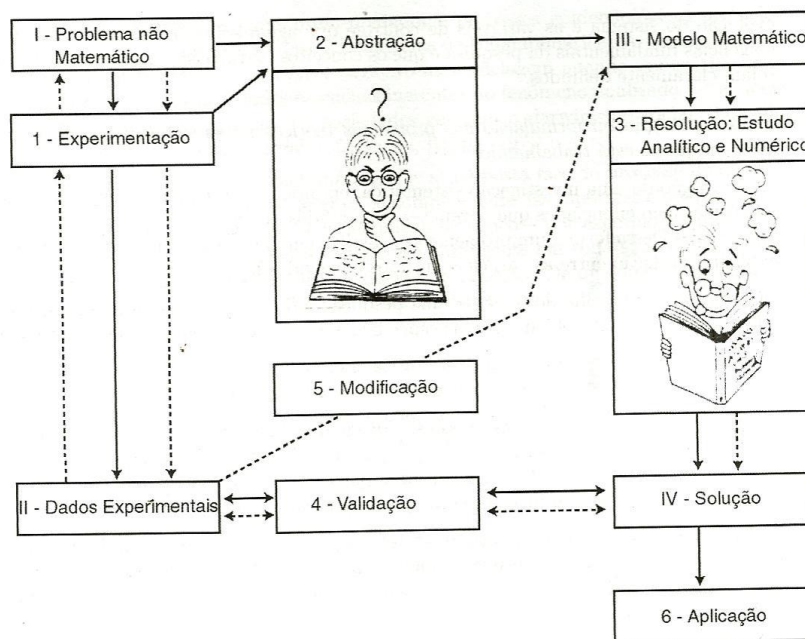 I - Problema não
Matemático
2 - Abstração
III - Modelo Matemático
1 - Experimentação
?
3 - Resolução: Estudo
Analítico e Numérico
5 - Modificação
II - Dados Experimentais
4 - Validação
IV - Solução
6 - Aplicação